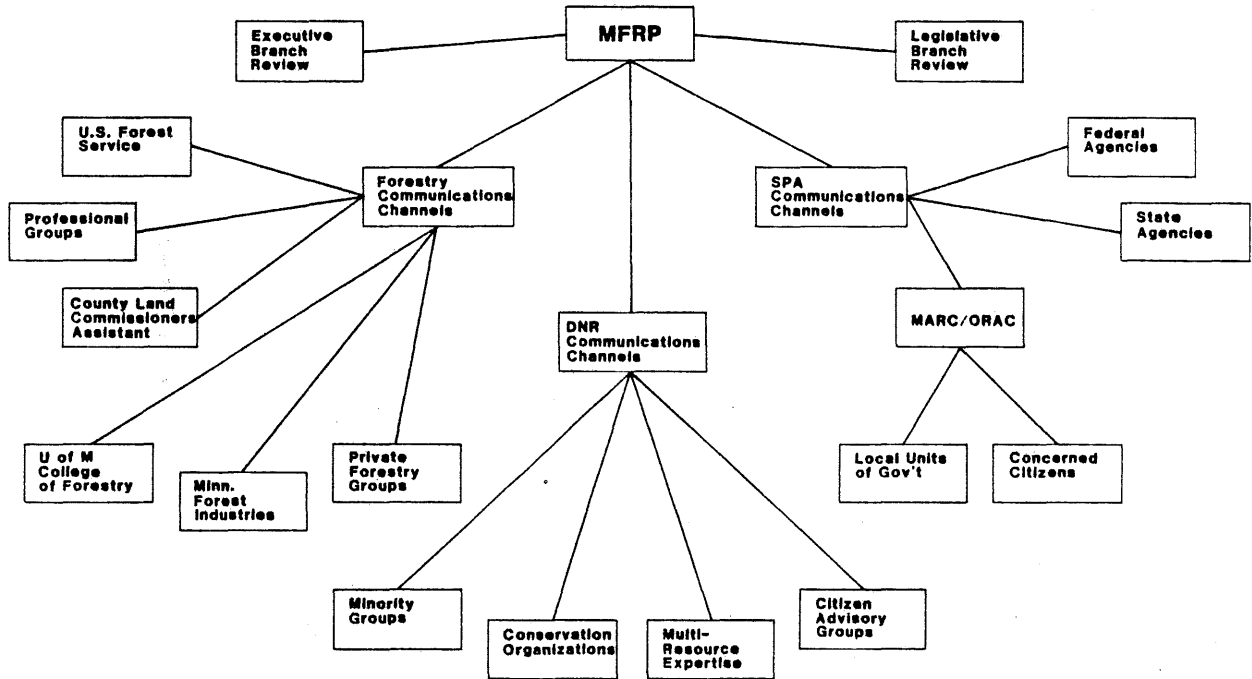 MFRP
Executive
Branch
Review
Legislative
Branch
Review
U.S. Forest
Service
Federal
Agencies
Forestry
Communications
Channels
SPA
Communications
Channels
Professional
Groups
State
Agencies
County Land
Commissioners
Assistant
MARC/ORAC
DNR
Communications
Channels
U of M
College
of Forestry
Minn.
Forest
Industries
Private
Forestry
Groups
Local Units
of Gov't
Concerned
Citizens
Minority
Groups
Conservation
Organizations
Multi-
Resource
Expertise
Citizen
Advisory
Groups